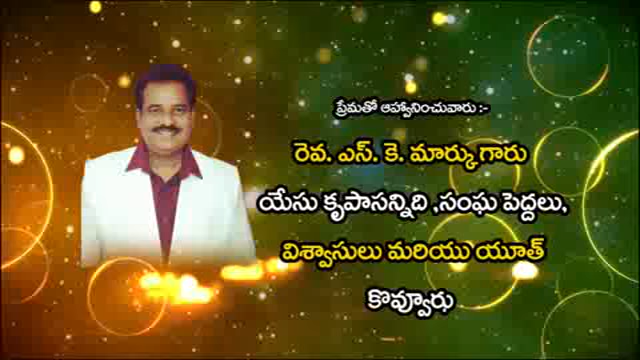 ప్రేమతో ఆహ్వానించువారు :-
రెవ. ఎస్. కె. మార్కుగారు
యేసు కృపాసన్నిది ,సంఘ పెద్దలు,
విశ్వాసులు మరియు యూత్
కొవ్వూరు